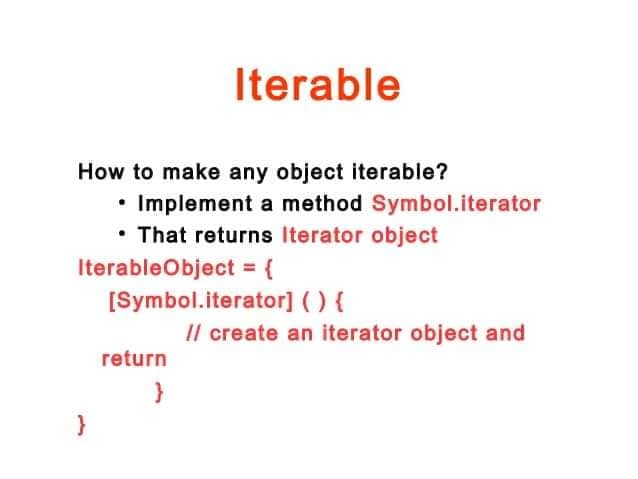 Iterable
How to make any object iterable?
• Implement a method Symbol.iterator
• That returns Iterator object
IterableObject = {
[Symbol.iterator] ( ) {
// create an iterator object and
return
}
}